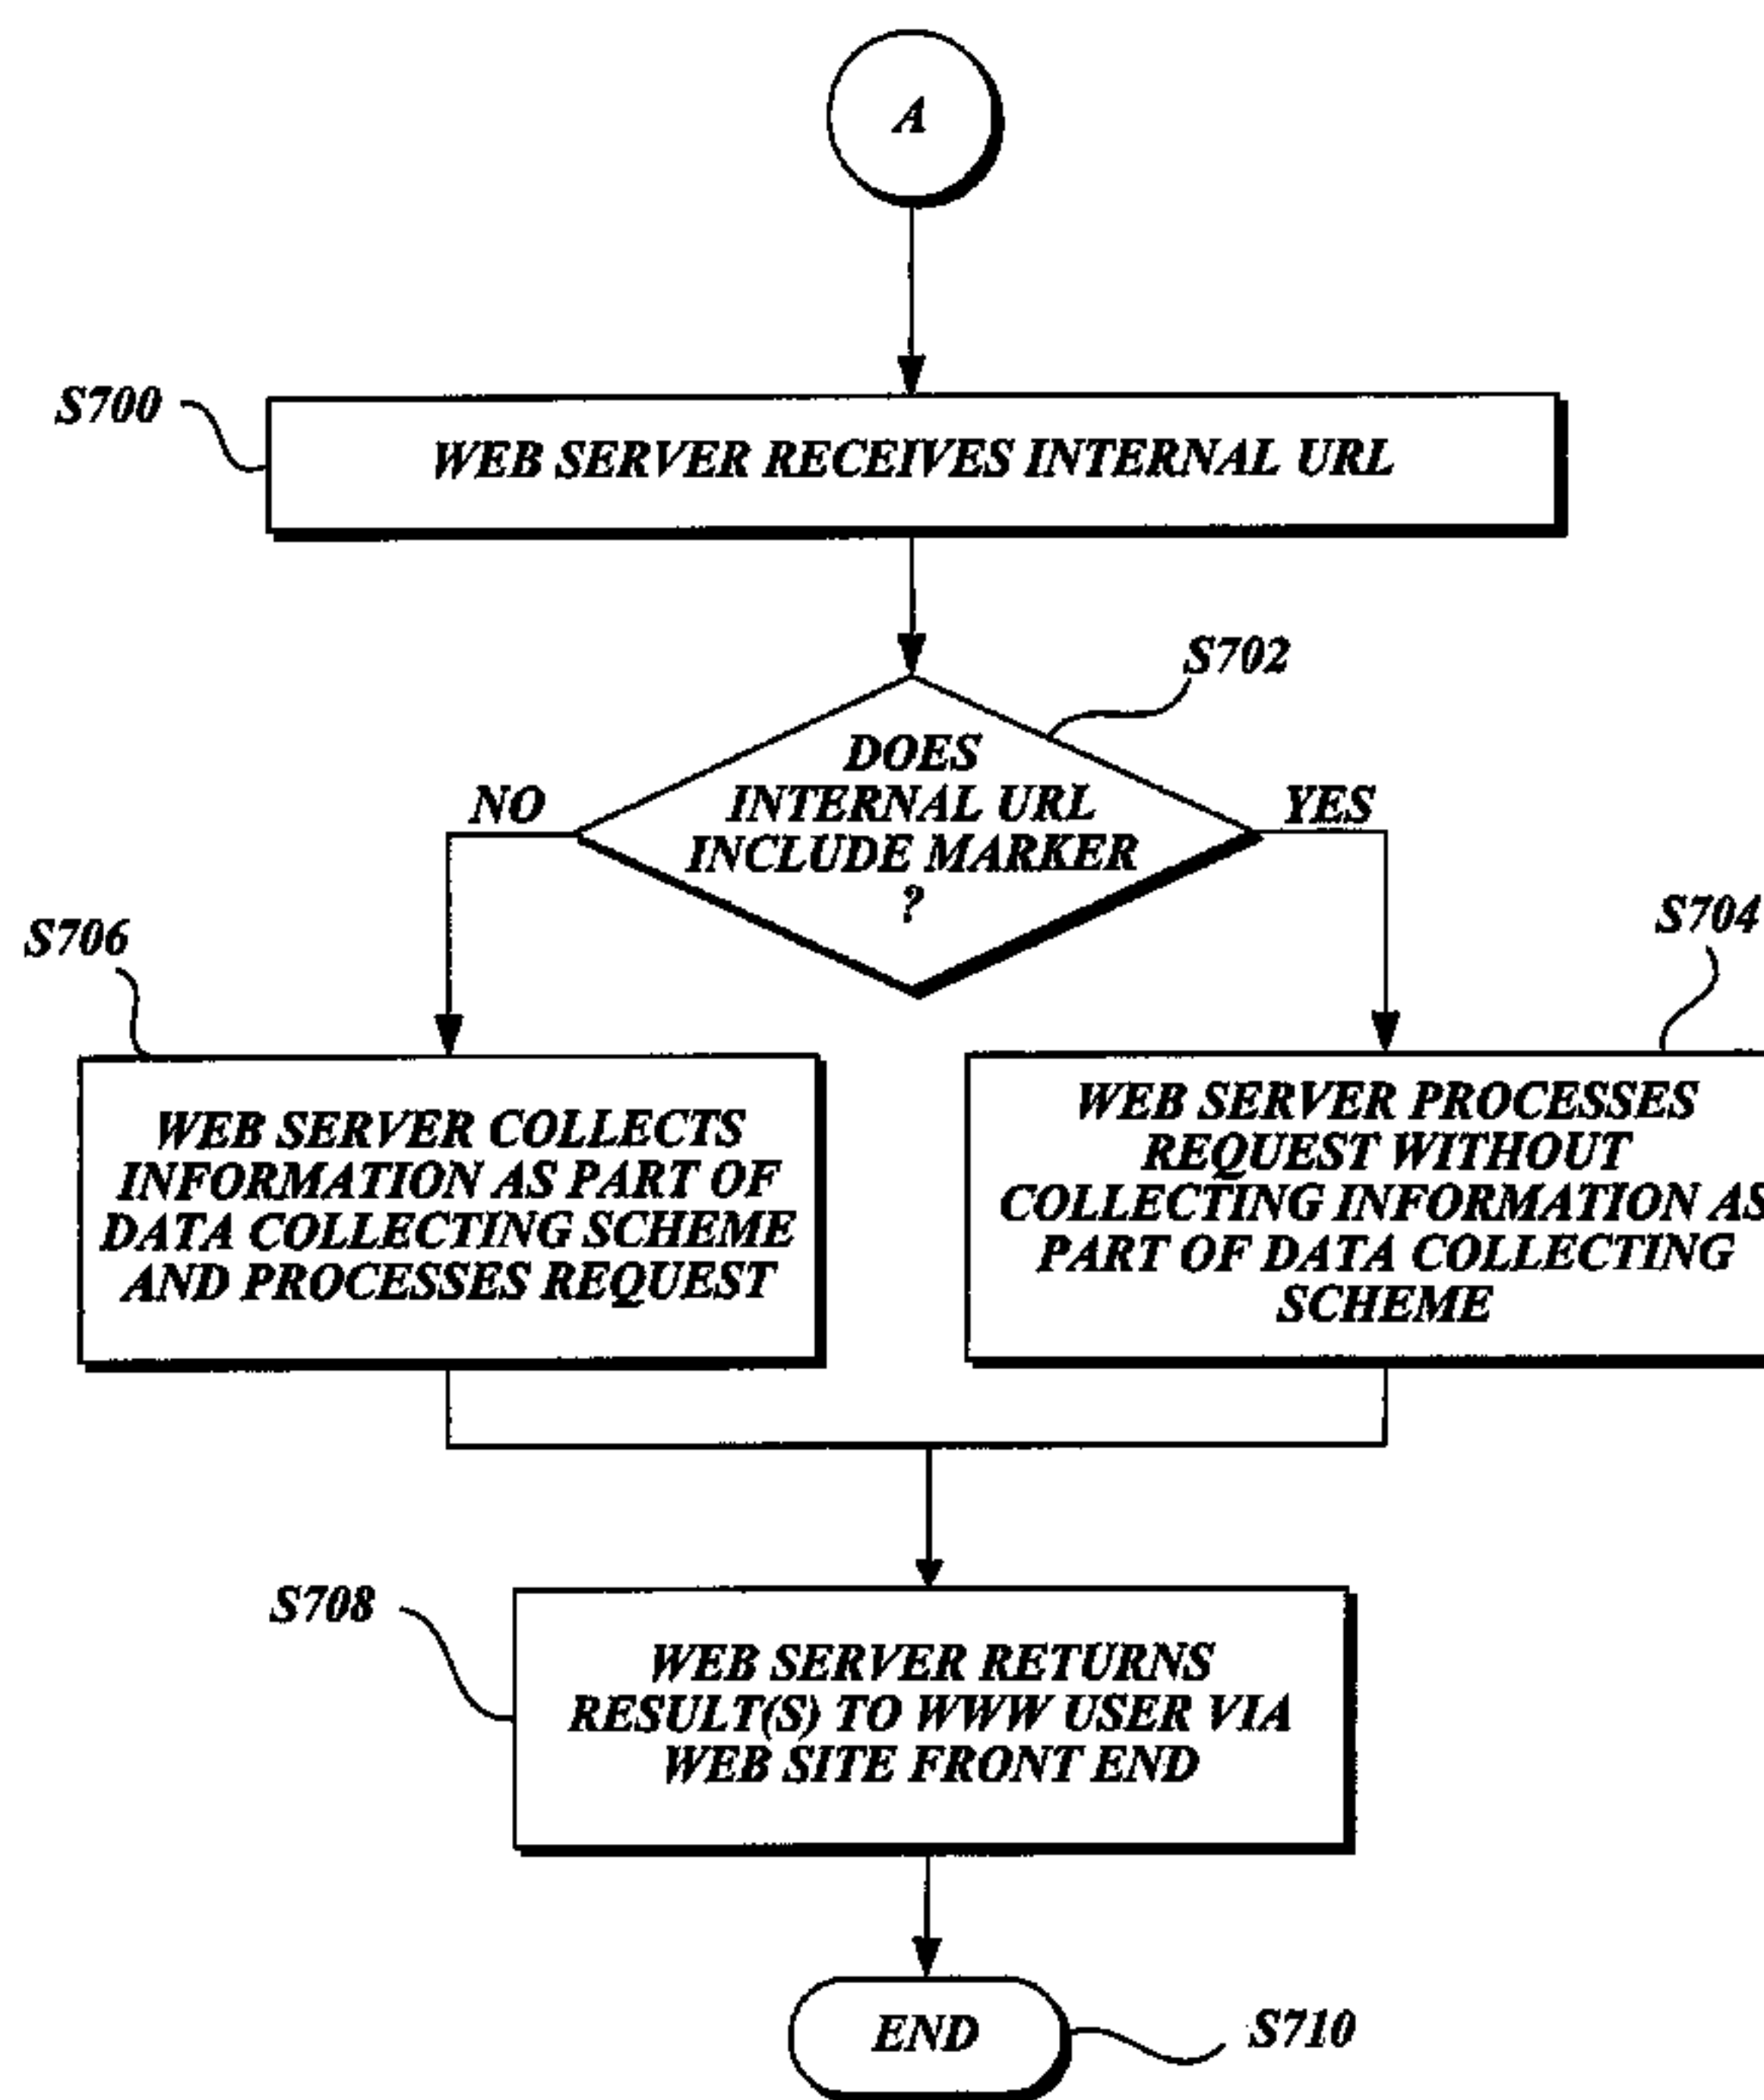 A
S700
WEB SERVER RECEIVES INTERNAL URL
S702
DOES
INTERNAL URL
INCLUDE MARKER
?
NO
YES
S706
S704
WEB SERVER COLLECTS
INFORMATION AS PART OF
DATA COLLECTING SCHEME
AND PROCESSES REQUEST
WEB SERVER PROCESSES
REQUEST WITHOUT
COLLECTING INFORMATION AS
PART OF DATA COLLECTING
SCHEME
S708
WEB SERVER RETURNS
RESULT(S) TO WWW USER VIA
WEB SITE FRONT END
END
S710